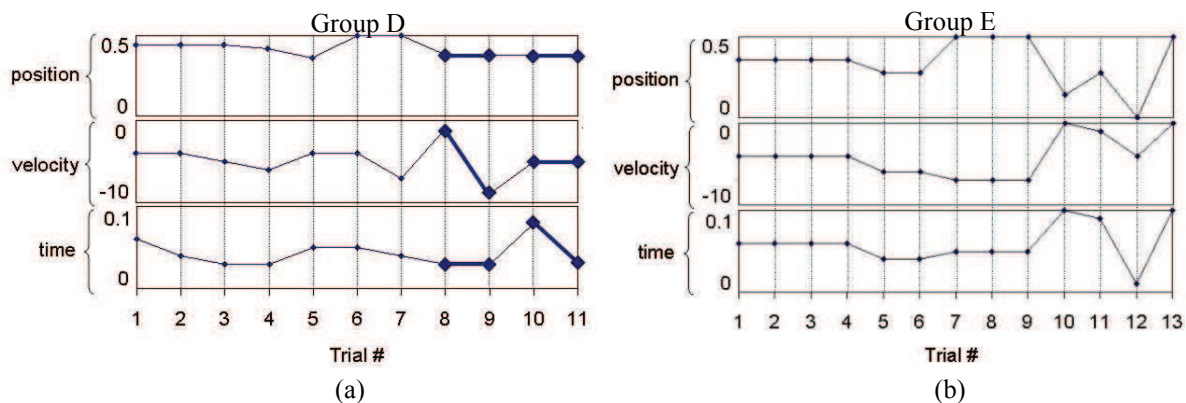 Group D
0.5
position
0
0
velocity
-10
0.1
time
0
1 2 3 4 5 6 7 8 9 10 11
Trial #
(a)
Group E
0.5
position
0
0
velocity
-10
0.1
time
0
1 2 3 4 5 6 7 8 9 10 11 12 13
Trial #
(b)